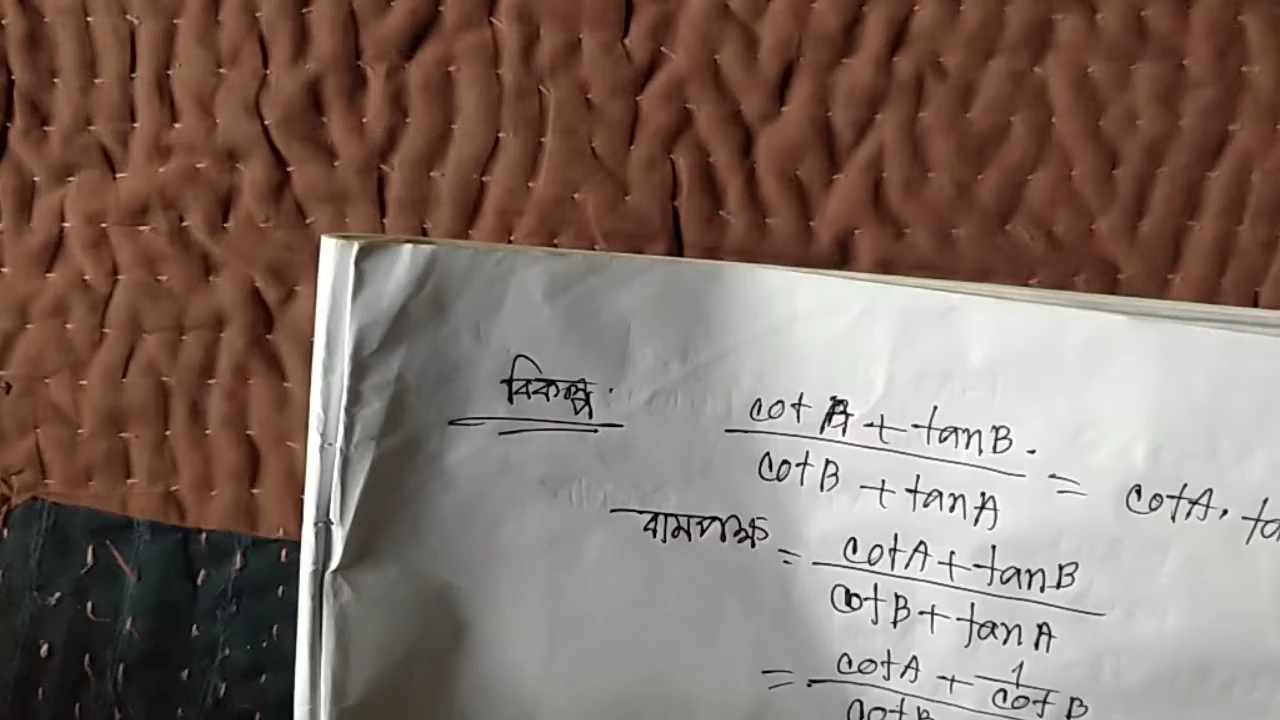 বিকল্প.
cot A + tanB.
cotB + tanA
= cotA.
বামপক্ষ = cotA + tanB
cotB + tanA
= cotA + 1
cotB